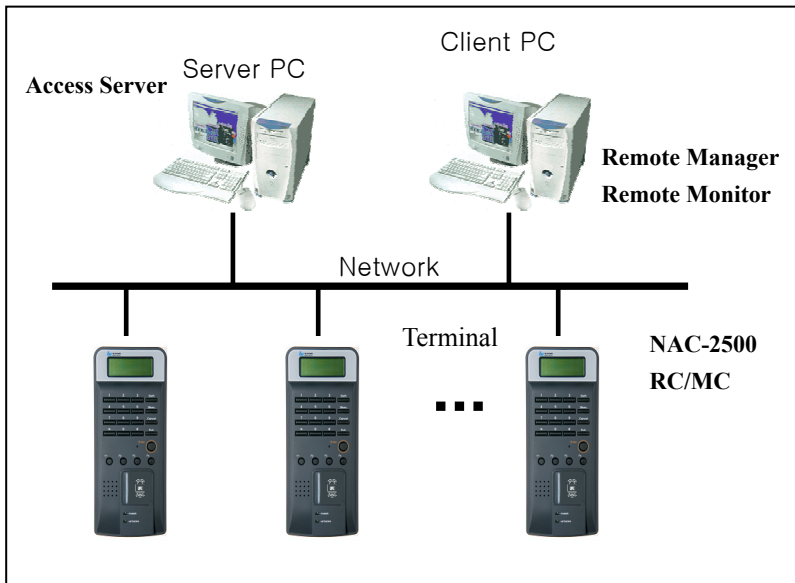 Client PC
Server PC
Access Server
Remote Manager
Remote Monitor
Network
Terminal
NAC-2500
RC/MC